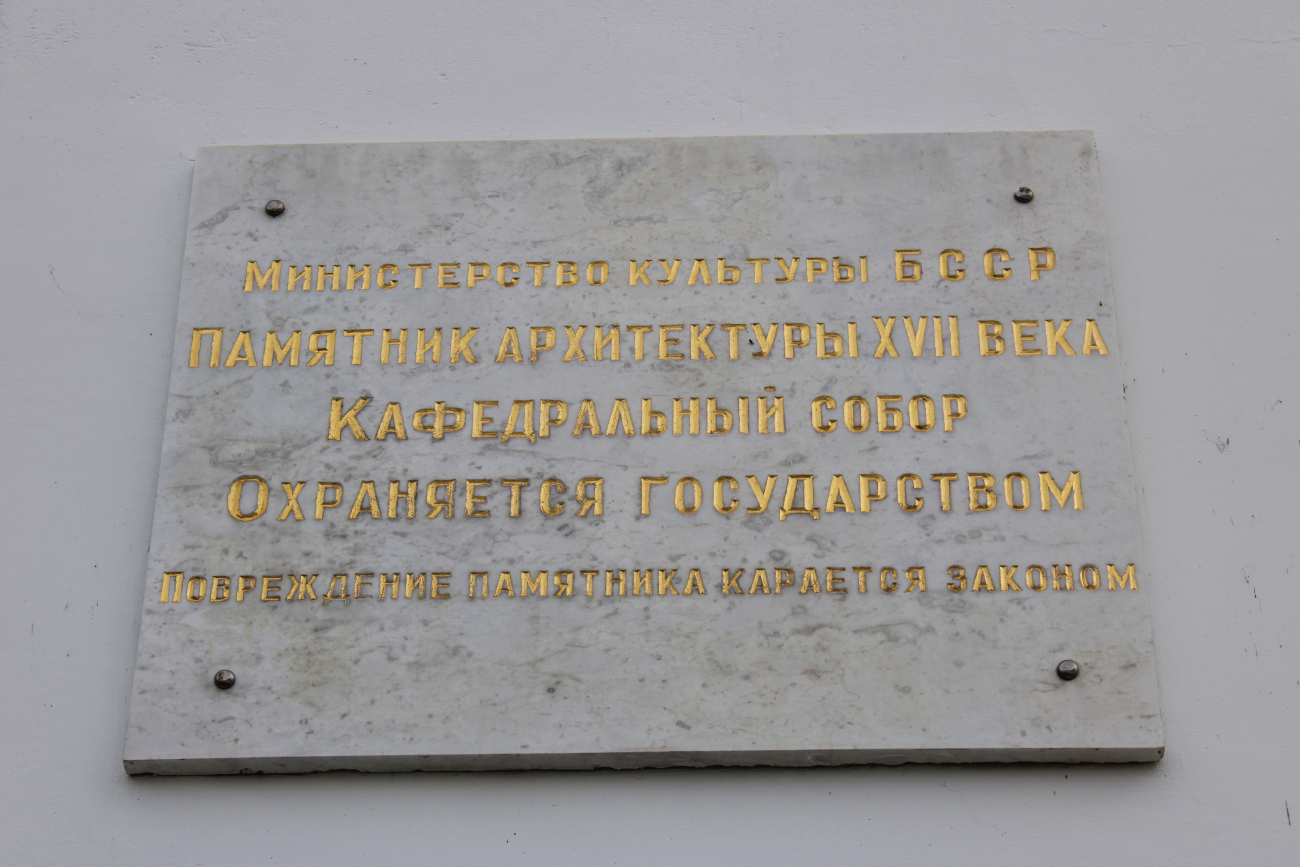 Министерство культуры БССР
Памятник архитектуры XVII века
Кафедральный собор
Охраняется государством
Повреждение памятника карается законом